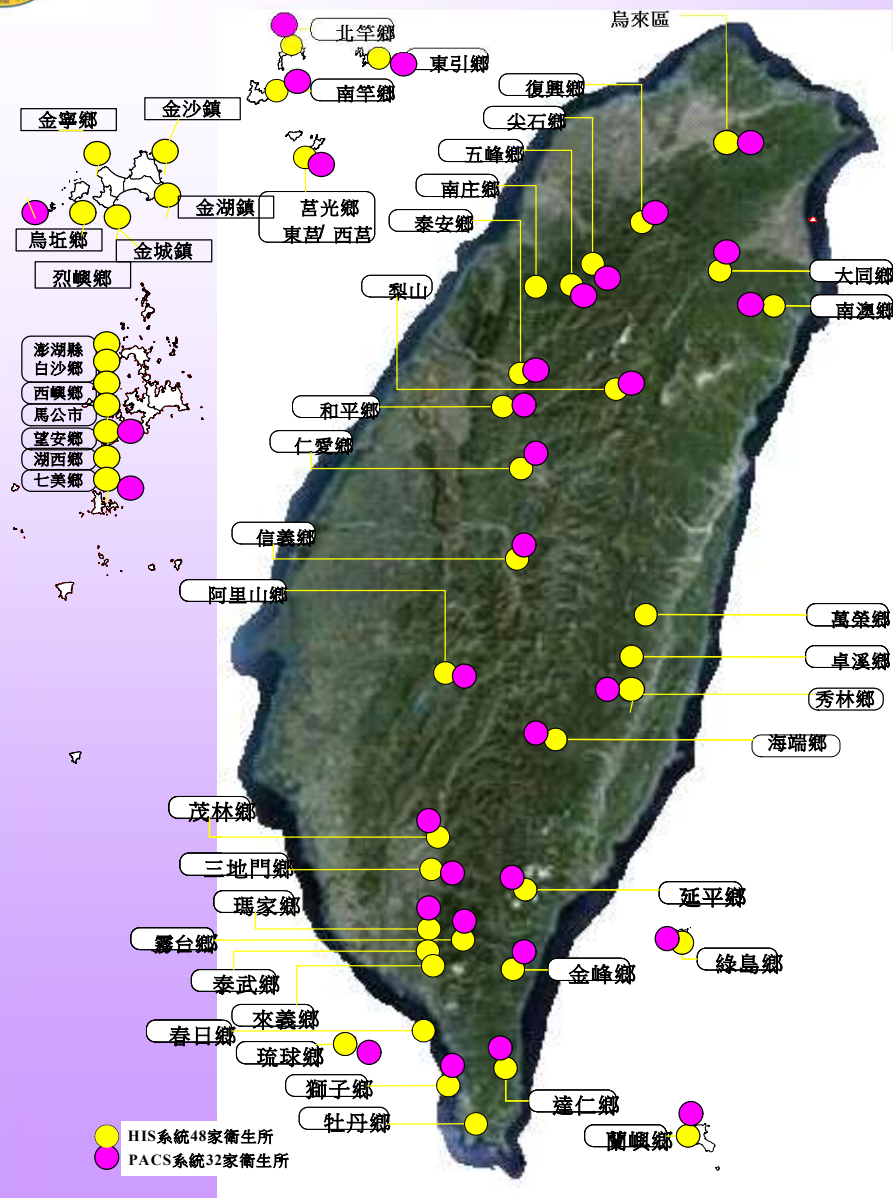 烏來區
北竿鄉
東引鄉
南竿鄉
復興鄉
尖石鄉
金沙鎮
金寧鄉
五峰鄉
南庄鄉
金湖鎮
莒光鄉
東莒/ 西莒
泰安鄉
烏坵鄉
金城鎮
烈嶼鄉
梨山
大同鄉
南澳鄉
澎湖縣
白沙鄉
西嶼鄉
馬公市
望安鄉
湖西鄉
七美鄉
和平鄉
仁愛鄉
信義鄉
阿里山鄉
萬榮鄉
卓溪鄉
秀林鄉
海端鄉
茂林鄉
三地門鄉
瑪家鄉
霧台鄉
泰武鄉
來義鄉
春日鄉
琉球鄉
獅子鄉
牡丹鄉
延平鄉
綠島鄉
金峰鄉
達仁鄉
蘭嶼鄉
HIS系統48家衛生所
PACS系統32家衛生所